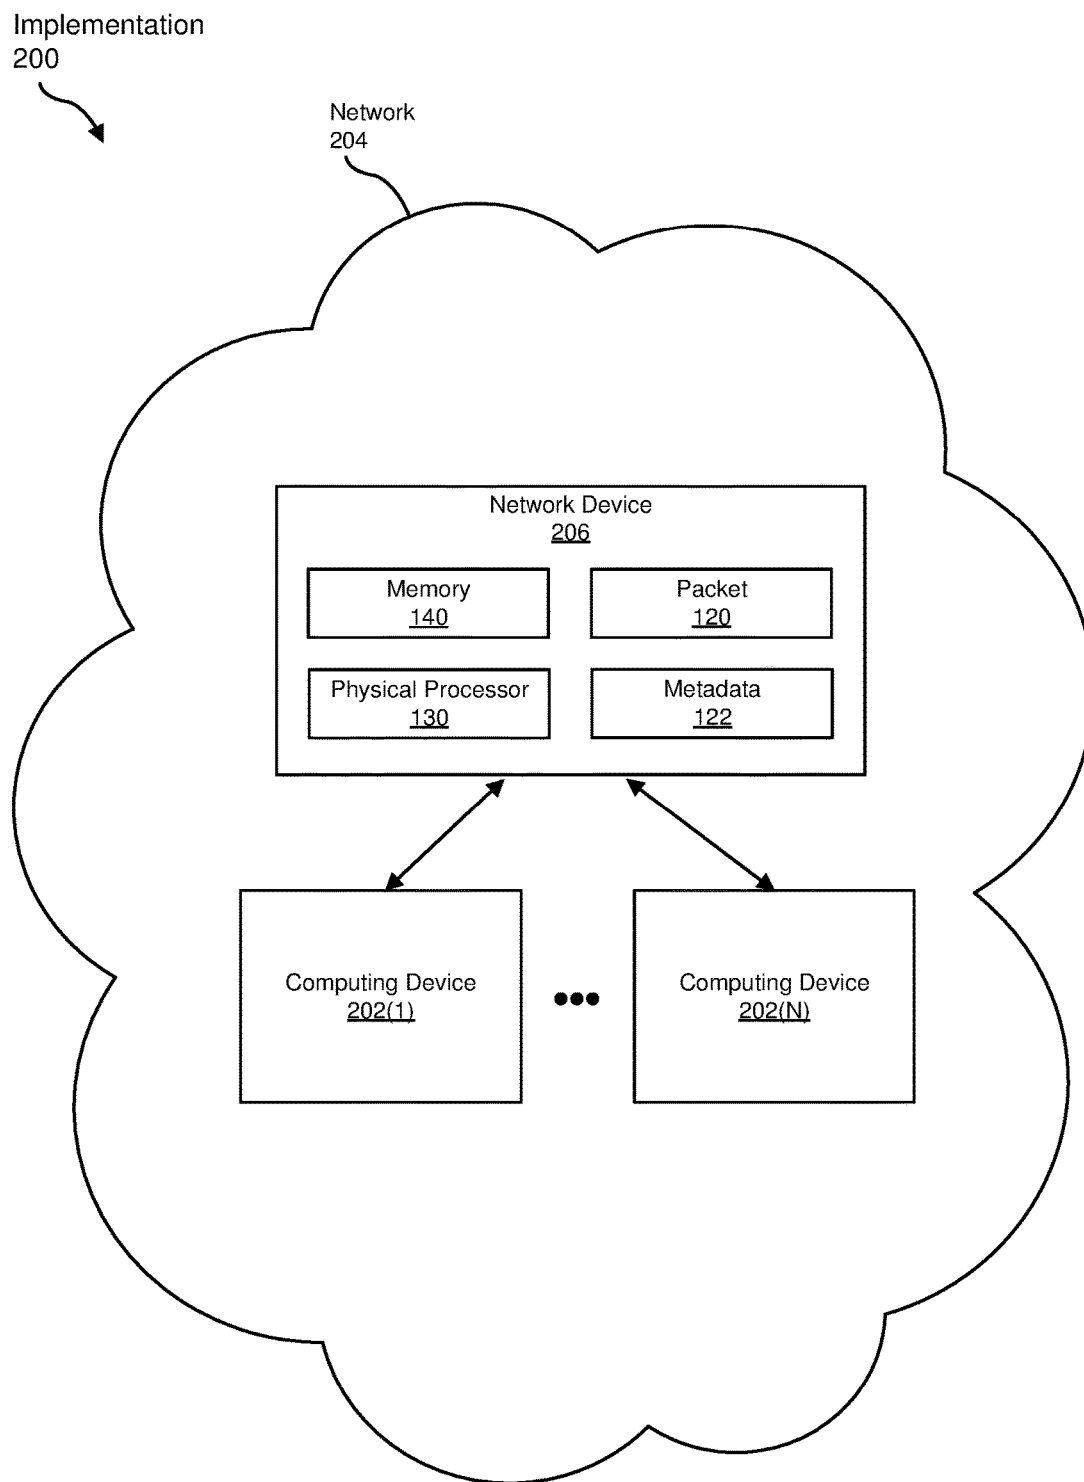 Implementation
200
Network
204
Network Device
206
Memory
140
Packet
120
Physical Processor
130
Metadata
122
Computing Device
202(1)
Computing Device
202(N)